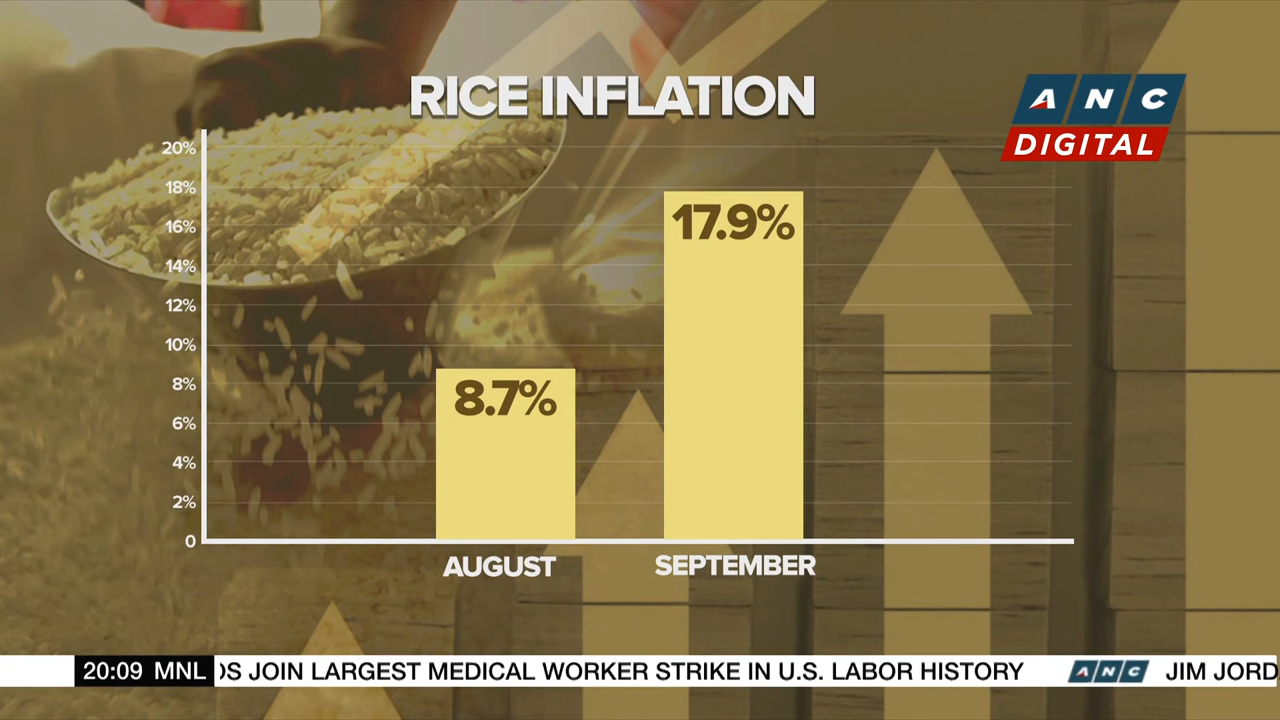 RICE INFLATION
ANC
DIGITAL
20%
18%
16%
14%
12%
10%
8%
6%
4%
2%
0
8.7%
17.9%
AUGUST
SEPTEMBER
20:09 MNL
JOIN LARGEST MEDICAL WORKER STRIKE IN U.S. LABOR HISTORY ANC JIM JORD